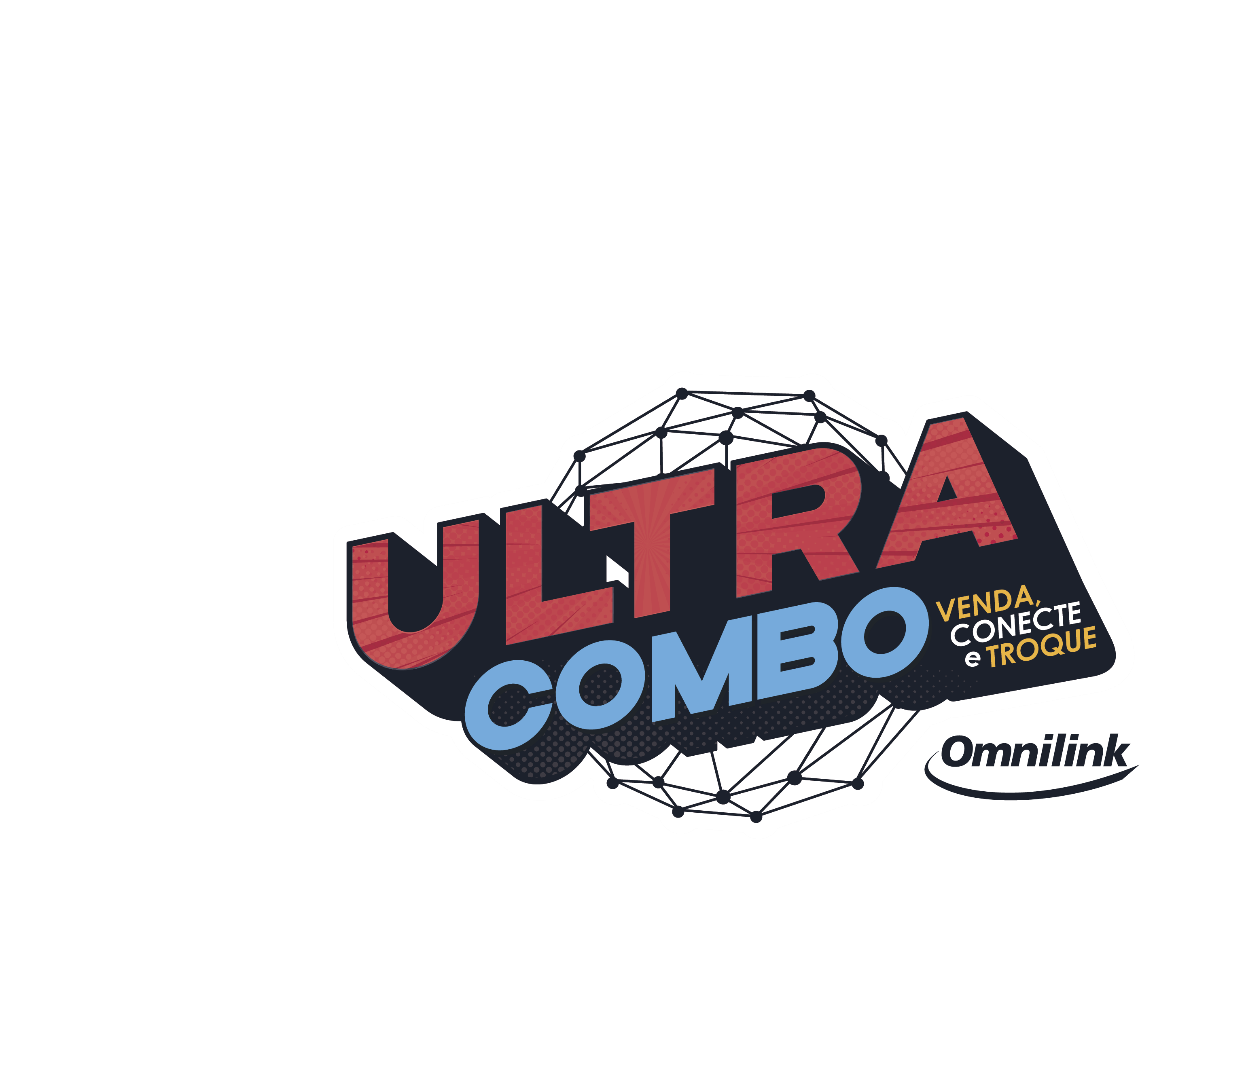 ULTRA
COMBO
VENDA,
CONECTE
e TROQUE
Omnilink